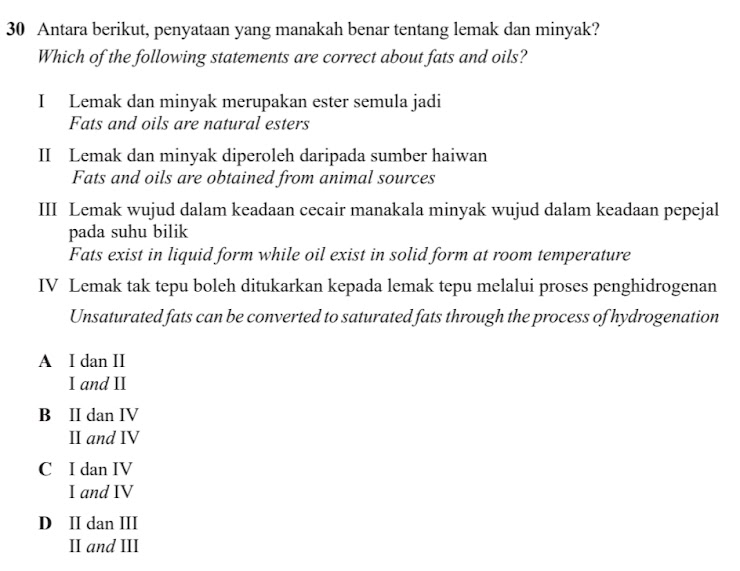 30 Antara berikut, penyataan yang manakah benar tentang lemak dan minyak?
Which of the following statements are correct about fats and oils?
I Lemak dan minyak merupakan ester semula jadi
Fats and oils are natural esters
II Lemak dan minyak diperoleh daripada sumber haiwan
Fats and oils are obtained from animal sources
III Lemak wujud dalam keadaan cecair manakala minyak wujud dalam keadaan pepejal
pada suhu bilik
Fats exist in liquid form while oil exist in solid form at room temperature
IV Lemak tak tepu boleh ditukarkan kepada lemak tepu melalui proses penghidrogenan
Unsaturated fats can be converted to saturated fats through the process of hydrogenation
A I dan II
I and II
B II dan IV
II and IV
C I dan IV
I and IV
D II dan III
II and III